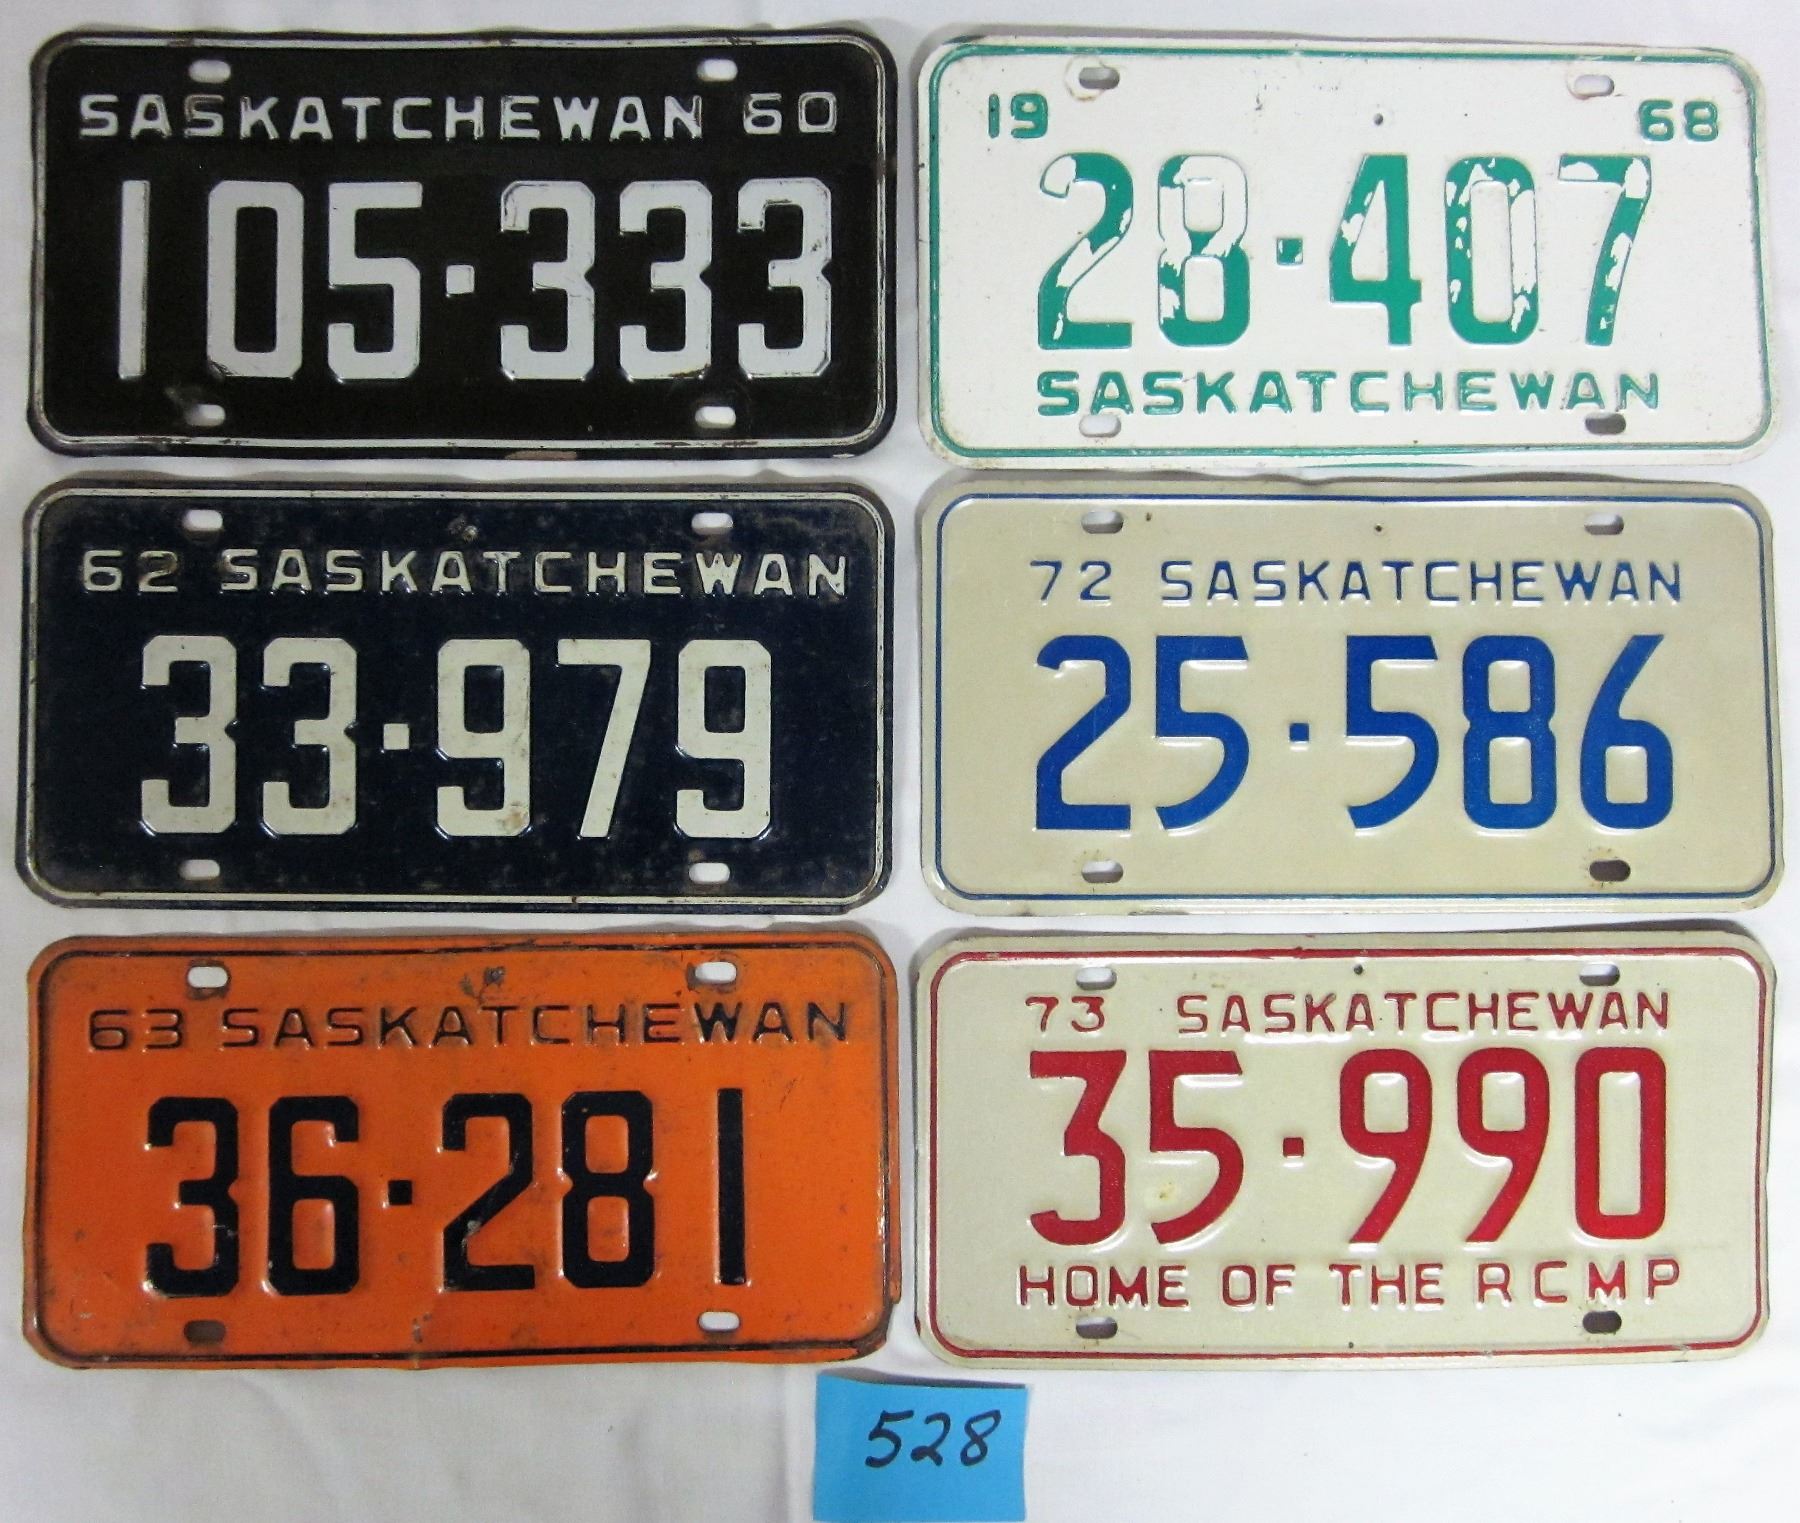 SASKATCHEWAN 60
105·333
62 SASKATCHEWAN
33·979
63 SASKATCHEWAN
36·281
19 68
28·407
SASKATCHEWAN
72 SASKATCHEWAN
25·586
73 SASKATCHEWAN
35·990
HOME OF THE RCMP
528